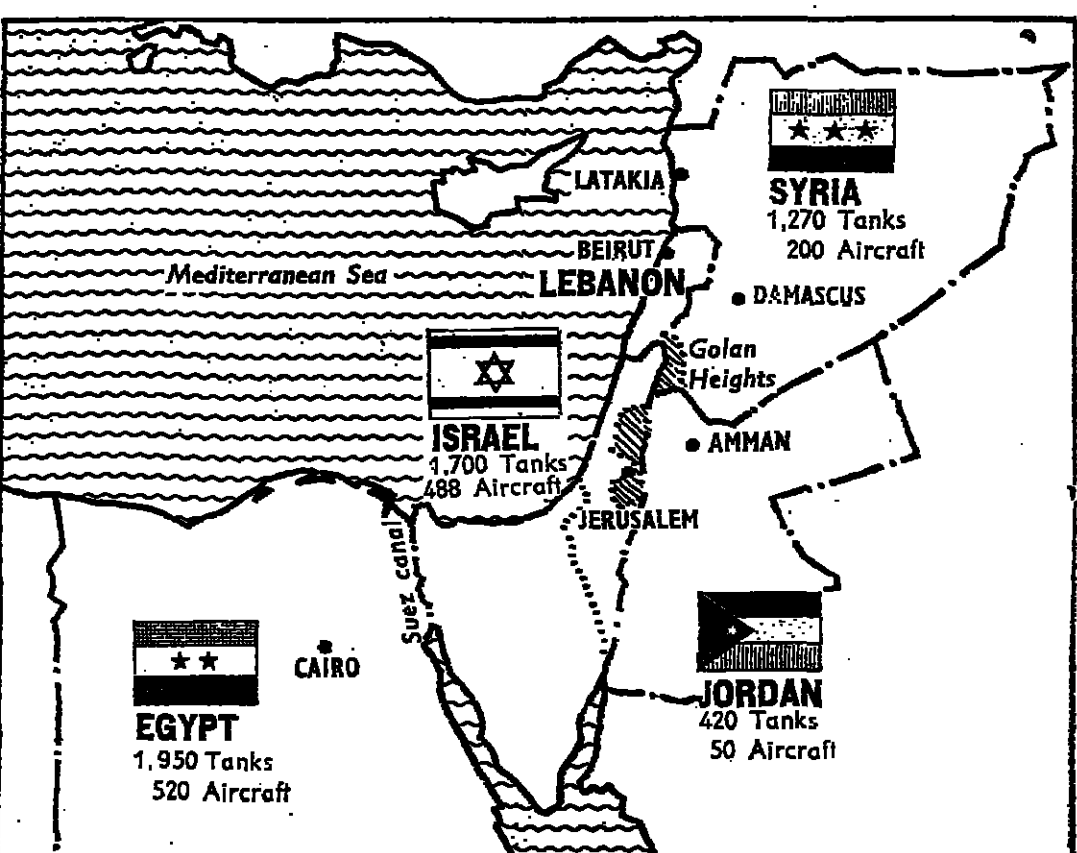 LATAKIA
SYRIA
1,270 Tanks
200 Aircraft
BEIRUT
LEBANON
Mediterranean Sea
DAMASCUS
Golan
Heights
ISRAEL
1,700 Tanks
488 Aircraft
AMMAN
JERUSALEM
Suez canal
CAIRO
EGYPT
1,950 Tanks
520 Aircraft
JORDAN
420 Tanks
50 Aircraft